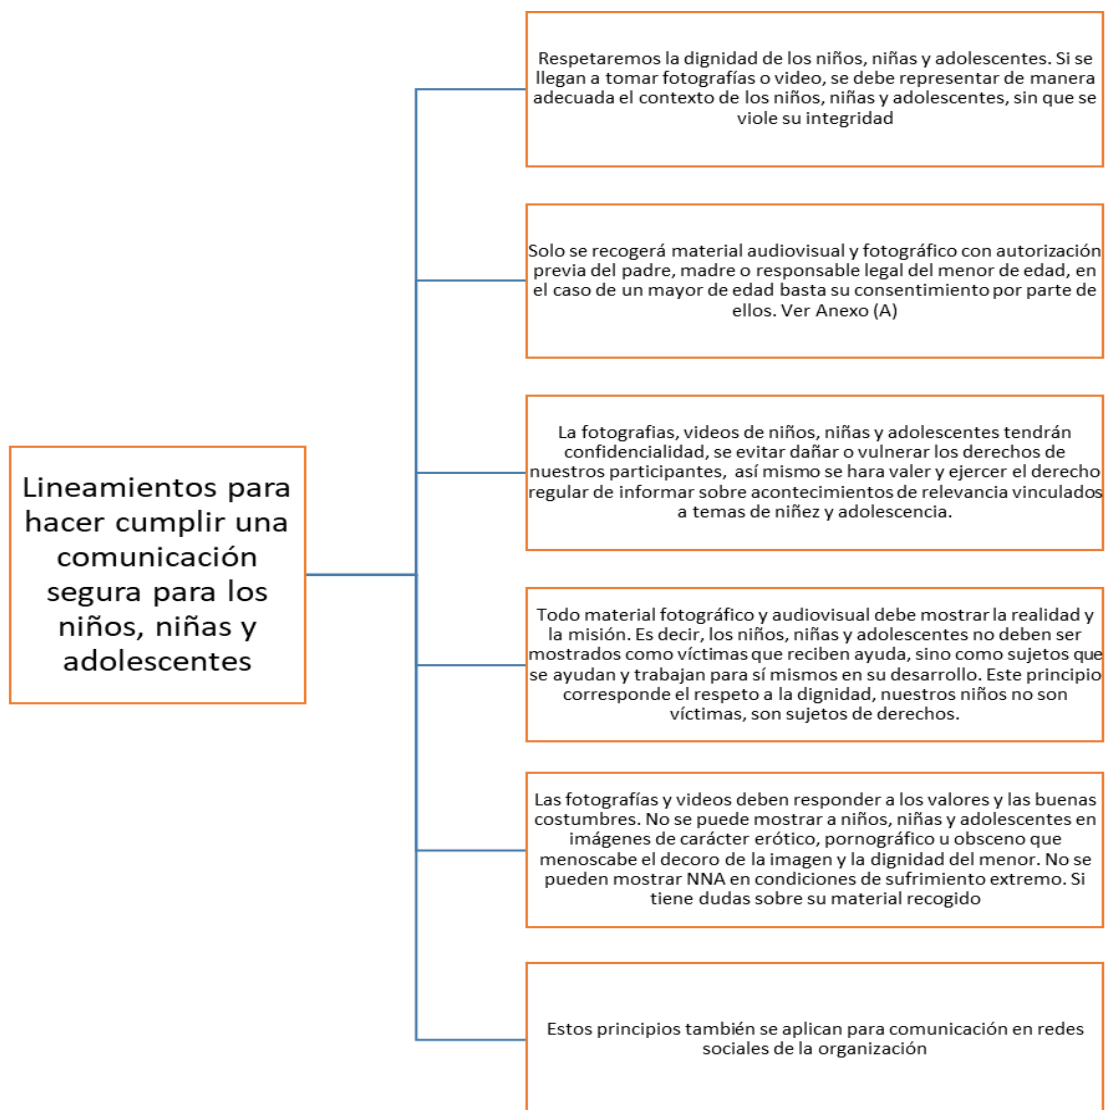 Respetaremos la dignidad de los niños, niñas y adolescentes. Si se
llegan a tomar fotografías o video, se debe representar de manera
adecuada el contexto de los niños, niñas y adolescentes, sin que se
viole su integridad
Solo se recogerá material audiovisual y fotográfico con autorización
previa del padre, madre o responsable legal del menor de edad, en
el caso de un mayor de edad basta su consentimiento por parte de
ellos. Ver Anexo (A)
La fotografias, videos de niños, niñas y adolescentes tendrán
confidencialidad, se evitar dañar o vulnerar los derechos de
nuestros participantes, así mismo se hara valer y ejercer el derecho
regular de informar sobre acontecimientos de relevancia vinculados
a temas de niñez y adolescencia.
Lineamientos para
hacer cumplir una
comunicación
segura para los
niños, niñas y
adolescentes
Todo material fotográfico y audiovisual debe mostrar la realidad y
la misión. Es decir, los niños, niñas y adolescentes no deben ser
mostrados como víctimas que reciben ayuda, sino como sujetos que
se ayudan y trabajan para sí mismos en su desarrollo. Este principio
corresponde el respeto a la dignidad, nuestros niños no son
víctimas, son sujetos de derechos.
Las fotografías y videos deben responder a los valores y las buenas
costumbres. No se puede mostrar a niños, niñas y adolescentes en
imágenes de carácter erótico, pornográfico u obsceno que
menoscabe el decoro de la imagen y la dignidad del menor. No se
pueden mostrar NNA en condiciones de sufrimiento extremo. Si
tiene dudas sobre su material recogido
Estos principios también se aplican para comunicación en redes
sociales de la organización